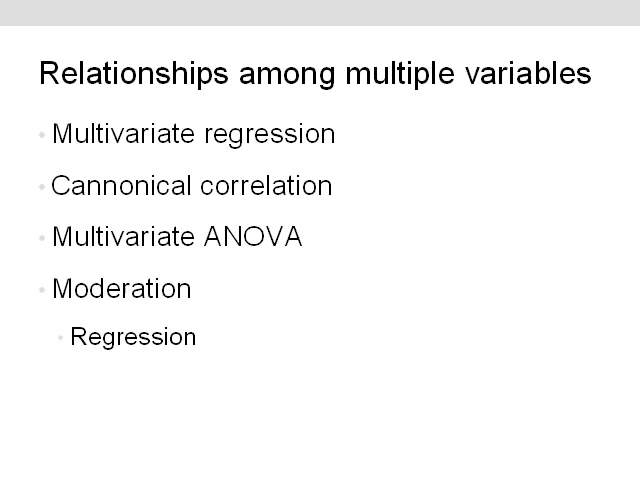 Relationships among multiple variables
• Multivariate regression
• Cannonical correlation
• Multivariate ANOVA
• Moderation
• Regression